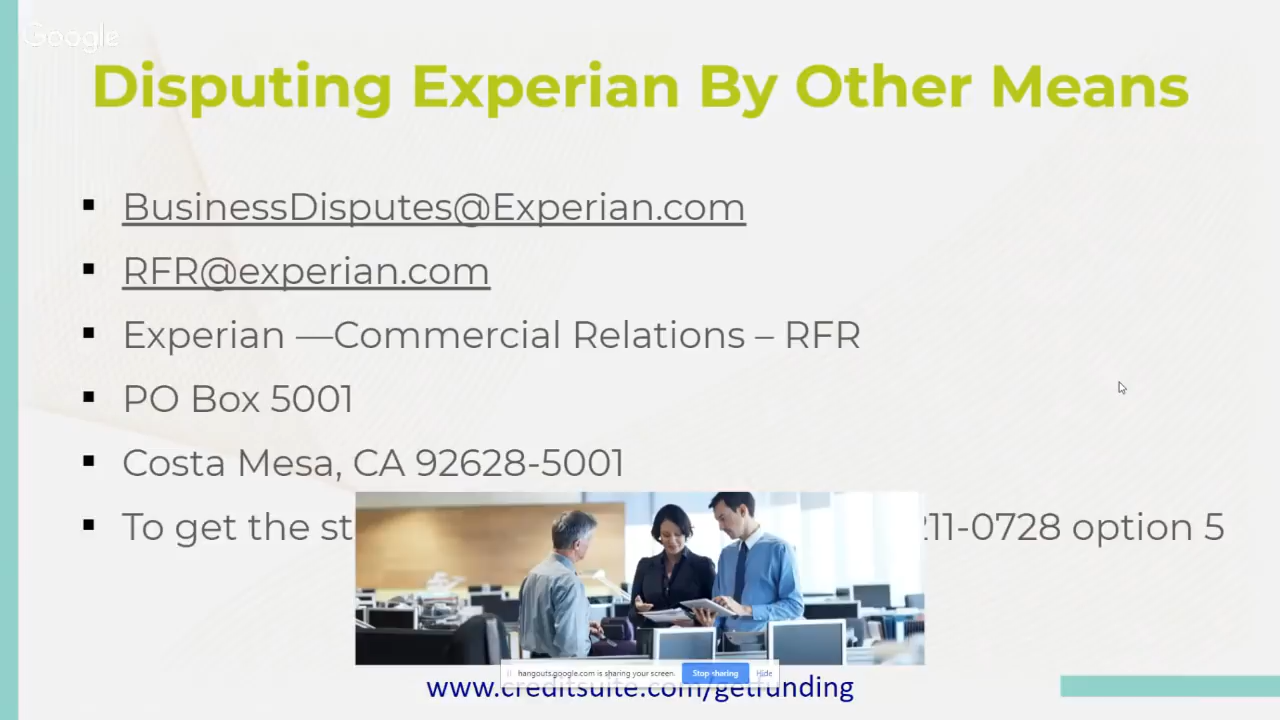 Google
Disputing Experian By Other Means
▪ BusinessDisputes@Experian.com
▪ RFR@experian.com
▪ Experian —Commercial Relations – RFR
▪ PO Box 5001
▪ Costa Mesa, CA 92628-5001
▪ To get the st 211-0728 option 5
hangouts.google.com is sharing your screen. Stop sharing Hide
www.creditsuite.com/getfunding